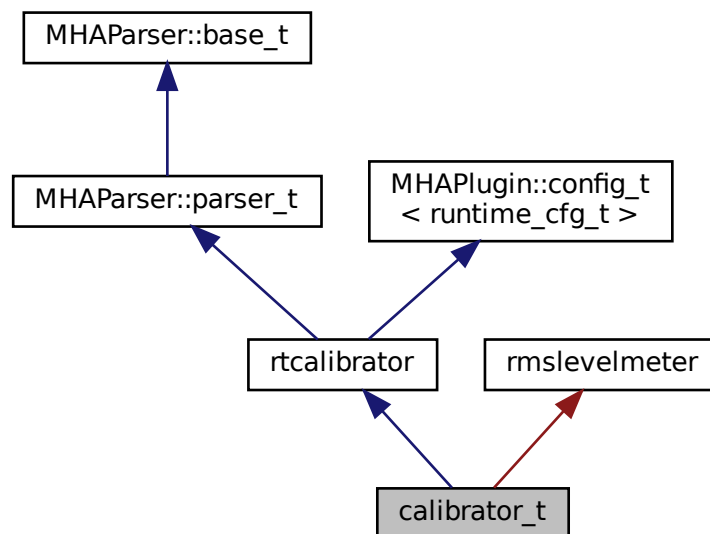 MHAParser::base_t
MHAParser::parser_t
MHAPlugin::config_t
< runtime_cfg_t >
rtcalibrator
rmslevelmeter
calibrator_t